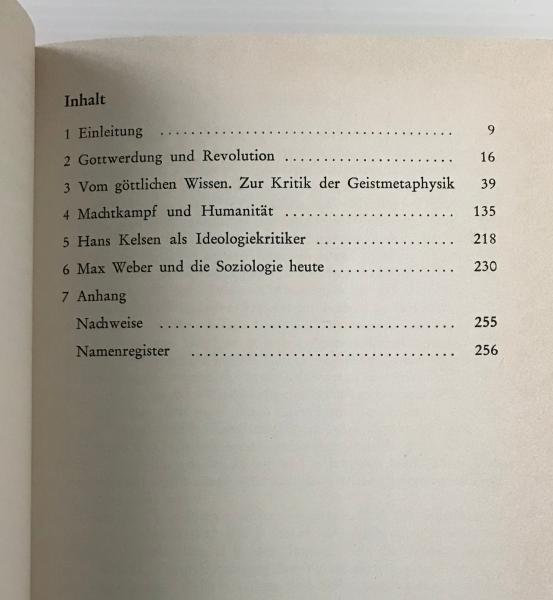 Inhalt
1 Einleitung ..................................... 9
2 Gottwerdung und Revolution ...................... 16
3 Vom göttlichen Wissen. Zur Kritik der Geistmetaphysik 39
4 Machtkampf und Humanität ...................... 135
5 Hans Kelsen als Ideologiekritiker .................. 218
6 Max Weber und die Soziologie heute ................ 230
7 Anhang
Nachweise ..................................... 255
Namenregister .................................. 256